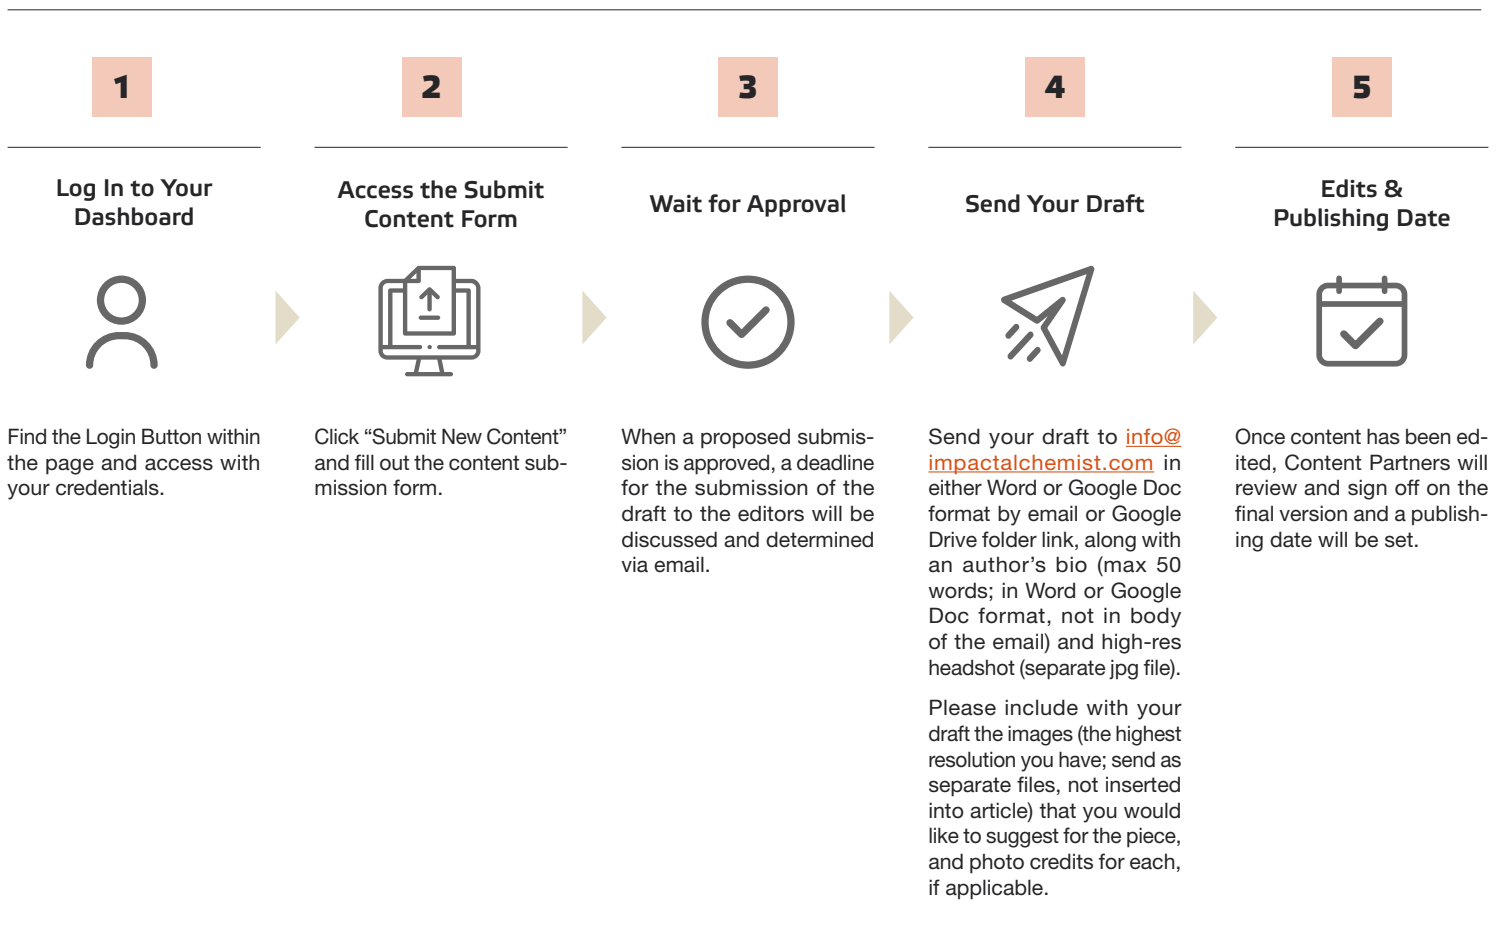 1
Log In to Your
Dashboard
Find the Login Button within
the page and access with
your credentials.
2
Access the Submit
Content Form
Click “Submit New Content”
and fill out the content sub-
mission form.
3
Wait for Approval
When a proposed submis-
sion is approved, a deadline
for the submission of the
draft to the editors will be
discussed and determined
via email.
4
Send Your Draft
Send your draft to info@
impactalchemist.com in
either Word or Google Doc
format by email or Google
Drive folder link, along with
an author’s bio (max 50
words; in Word or Google
Doc format, not in body
of the email) and high-res
headshot (separate jpg file).
Please include with your
draft the images (the highest
resolution you have; send as
separate files, not inserted
into article) that you would
like to suggest for the piece,
and photo credits for each,
if applicable.
5
Edits &
Publishing Date
Once content has been ed-
ited, Content Partners will
review and sign off on the
final version and a publish-
ing date will be set.